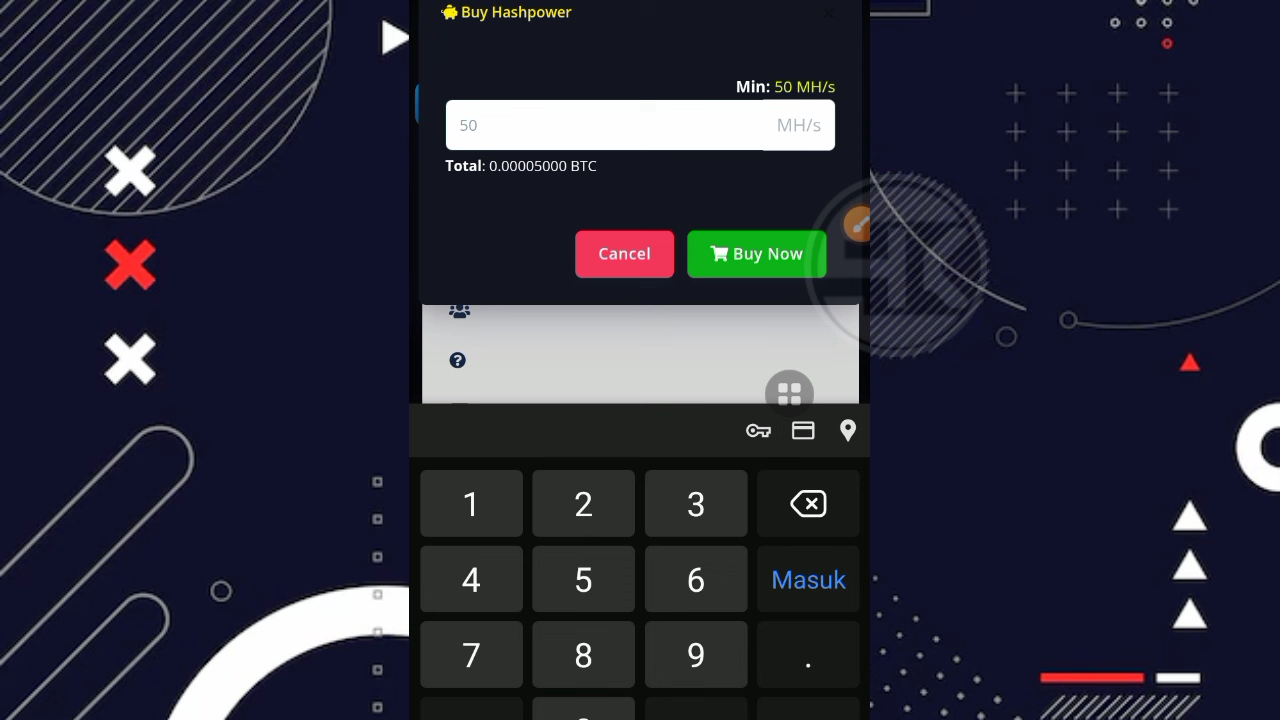 Buy Hashpower
Min: 50 MH/s
50 MH/s
Total: 0.00005000 BTC
Cancel Buy Now
1 2 3
4 5 6 Masuk
7 8 9 .